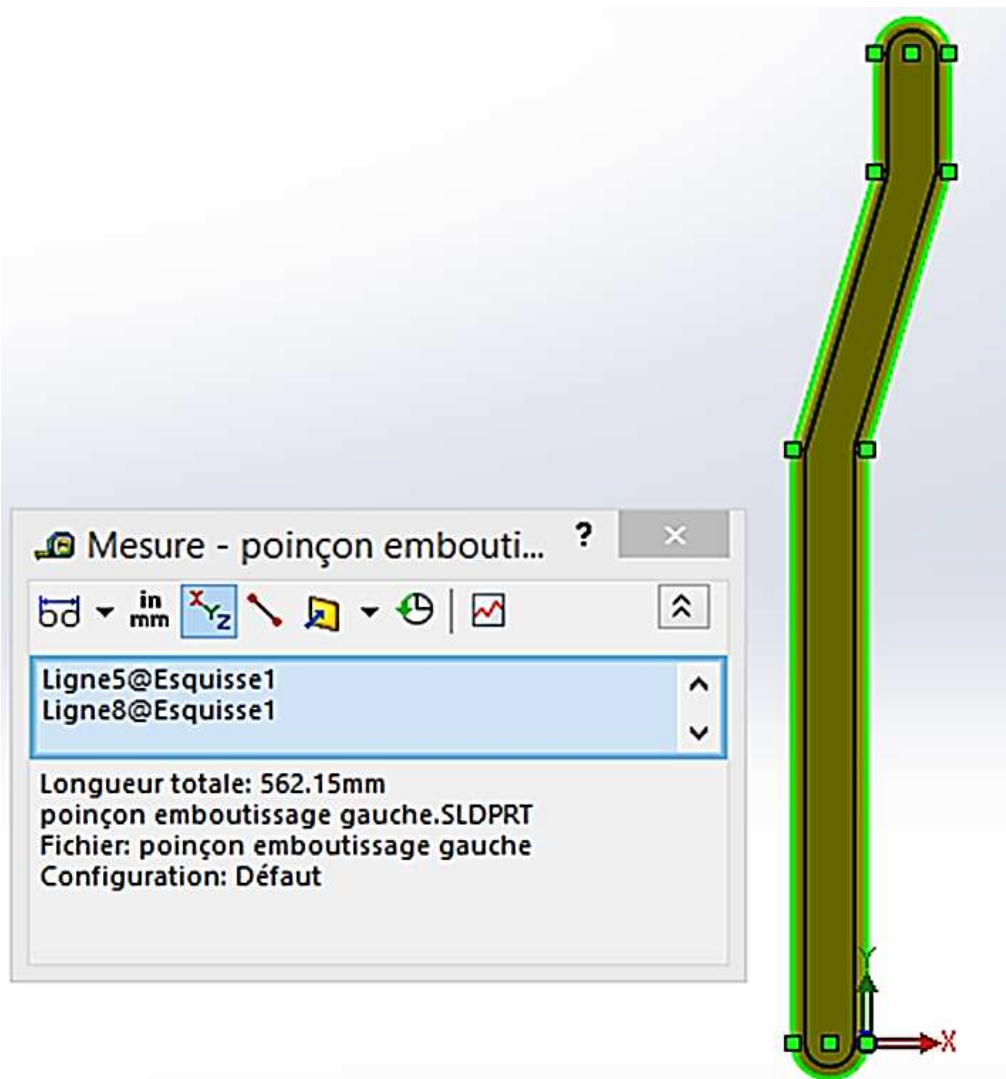 Mesure - poinçon embouti... ?
in
mm
X
Y
Z
Ligne5@Esquisse1
Ligne8@Esquisse1
Longueur totale: 562.15mm
poinçon emboutissage gauche.SLDPRT
Fichier: poinçon emboutissage gauche
Configuration: Défaut
Y
X